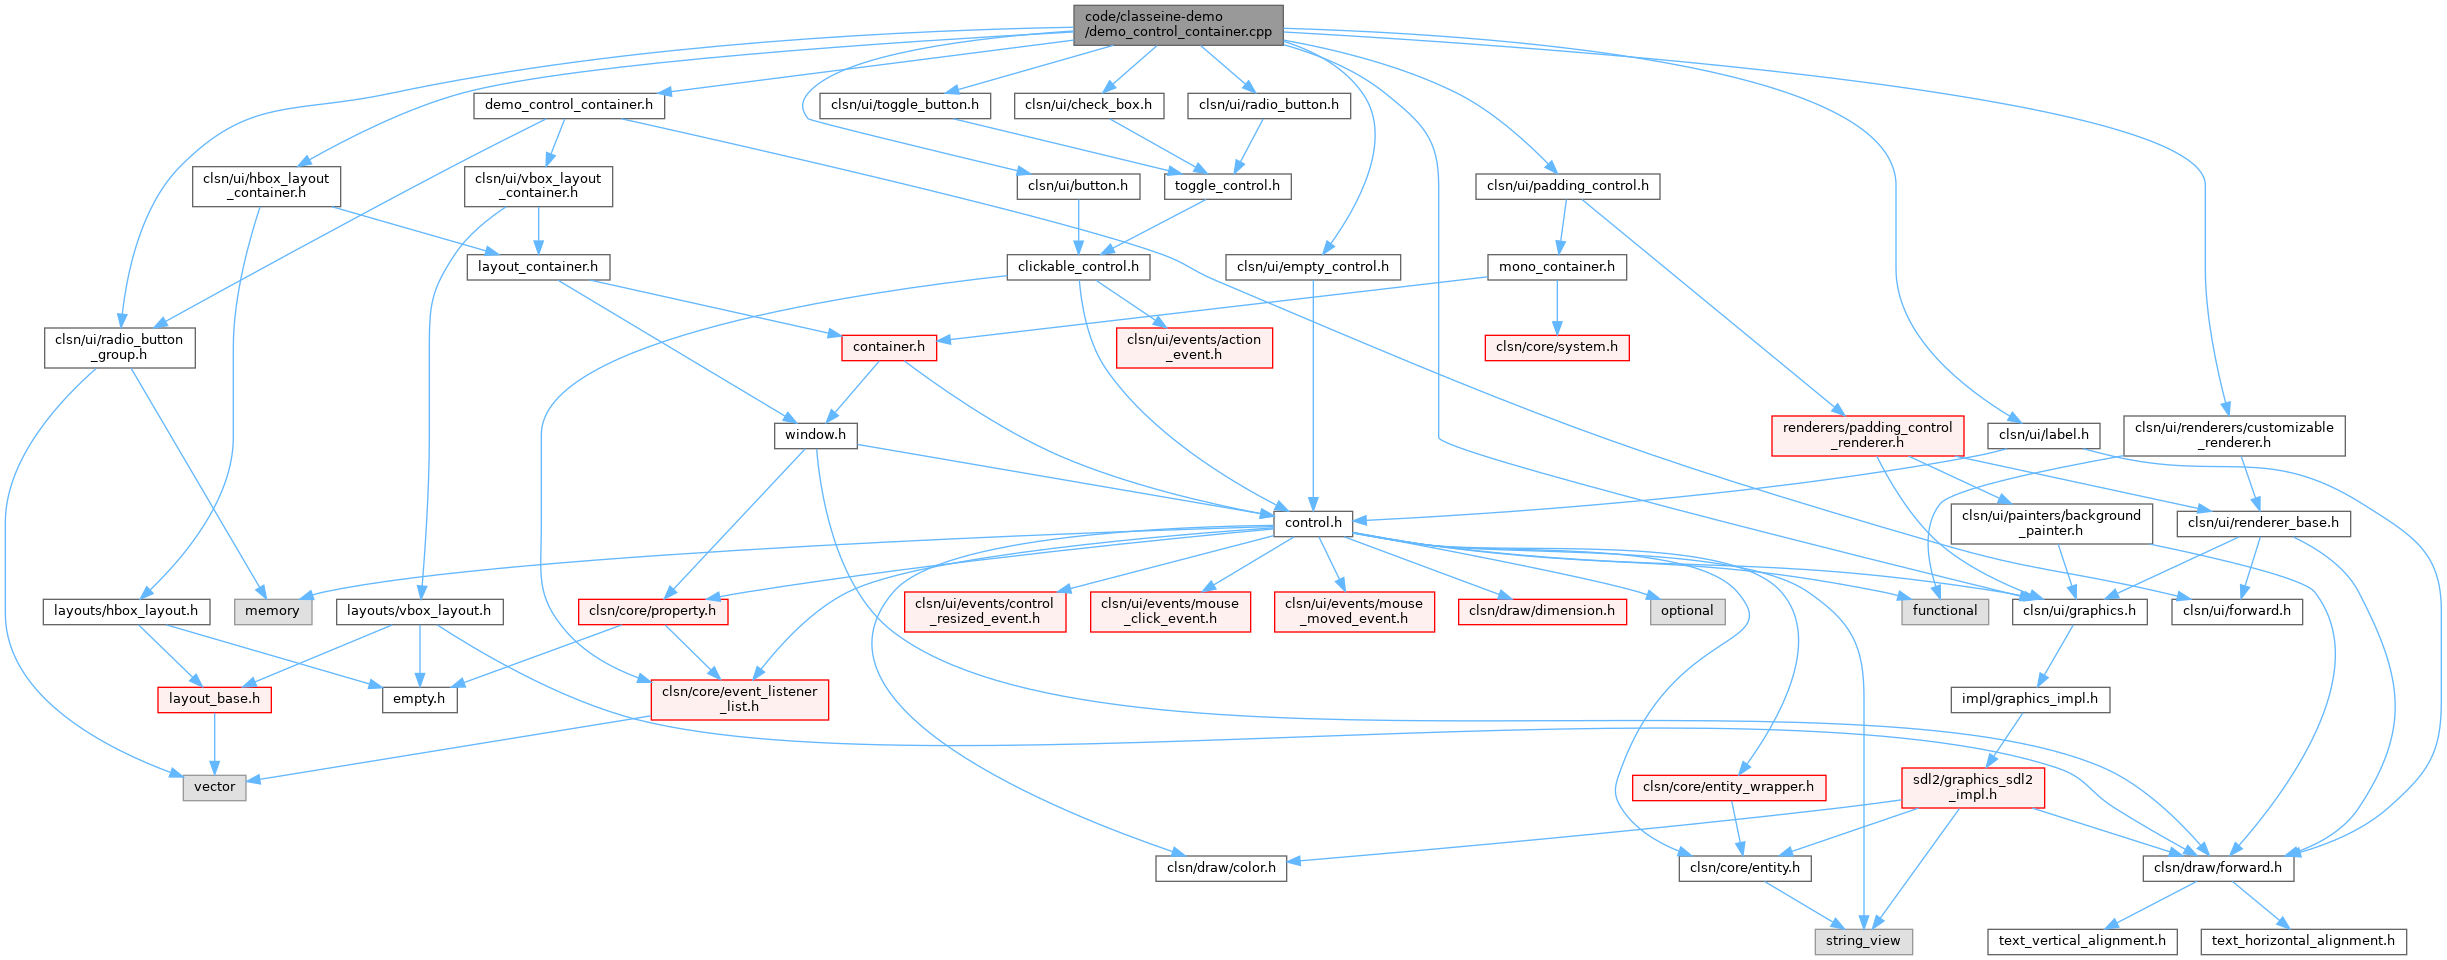 code/classeine-demo
/demo_control_container.cpp
demo_control_container.h
clsn/ui/toggle_button.h
clsn/ui/check_box.h
clsn/ui/radio_button.h
clsn/ui/hbox_layout
_container.h
clsn/ui/vbox_layout
_container.h
clsn/ui/button.h
toggle_control.h
clsn/ui/padding_control.h
layout_container.h
clickable_control.h
clsn/ui/empty_control.h
mono_container.h
clsn/ui/radio_button
_group.h
container.h
clsn/ui/events/action
_event.h
clsn/core/system.h
window.h
renderers/padding_control
_renderer.h
clsn/ui/label.h
clsn/ui/renderers/customizable
_renderer.h
control.h
clsn/ui/painters/background
_painter.h
clsn/ui/renderer_base.h
layouts/hbox_layout.h
memory
layouts/vbox_layout.h
clsn/core/property.h
clsn/ui/events/control
_resized_event.h
clsn/ui/events/mouse
_click_event.h
clsn/ui/events/mouse
_moved_event.h
clsn/draw/dimension.h
optional
functional
clsn/ui/graphics.h
clsn/ui/forward.h
layout_base.h
empty.h
clsn/core/event_listener
_list.h
impl/graphics_impl.h
vector
clsn/core/entity_wrapper.h
sdl2/graphics_sdl2
_impl.h
clsn/draw/color.h
clsn/core/entity.h
clsn/draw/forward.h
string_view
text_vertical_alignment.h
text_horizontal_alignment.h